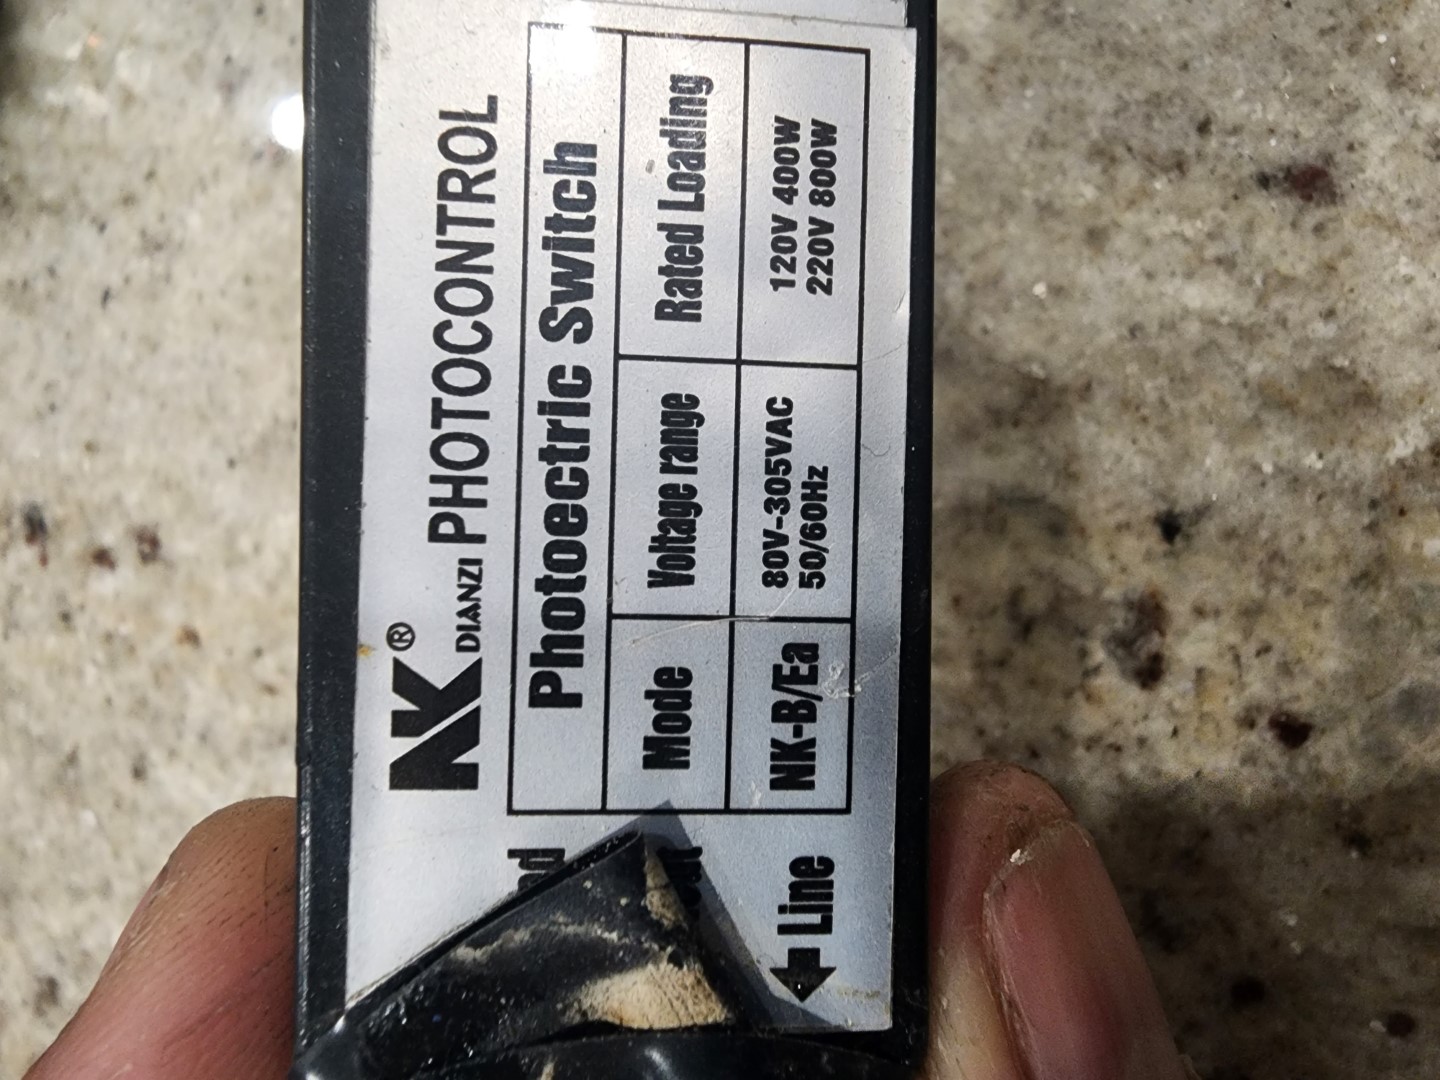 NK® DIANZI PHOTOCONTROL
Photoectric Switch
Mode Voltage range Rated Loading
NK-B/Ea 80V-305VAC 120V 400W
50/60Hz 220V 800W
Line